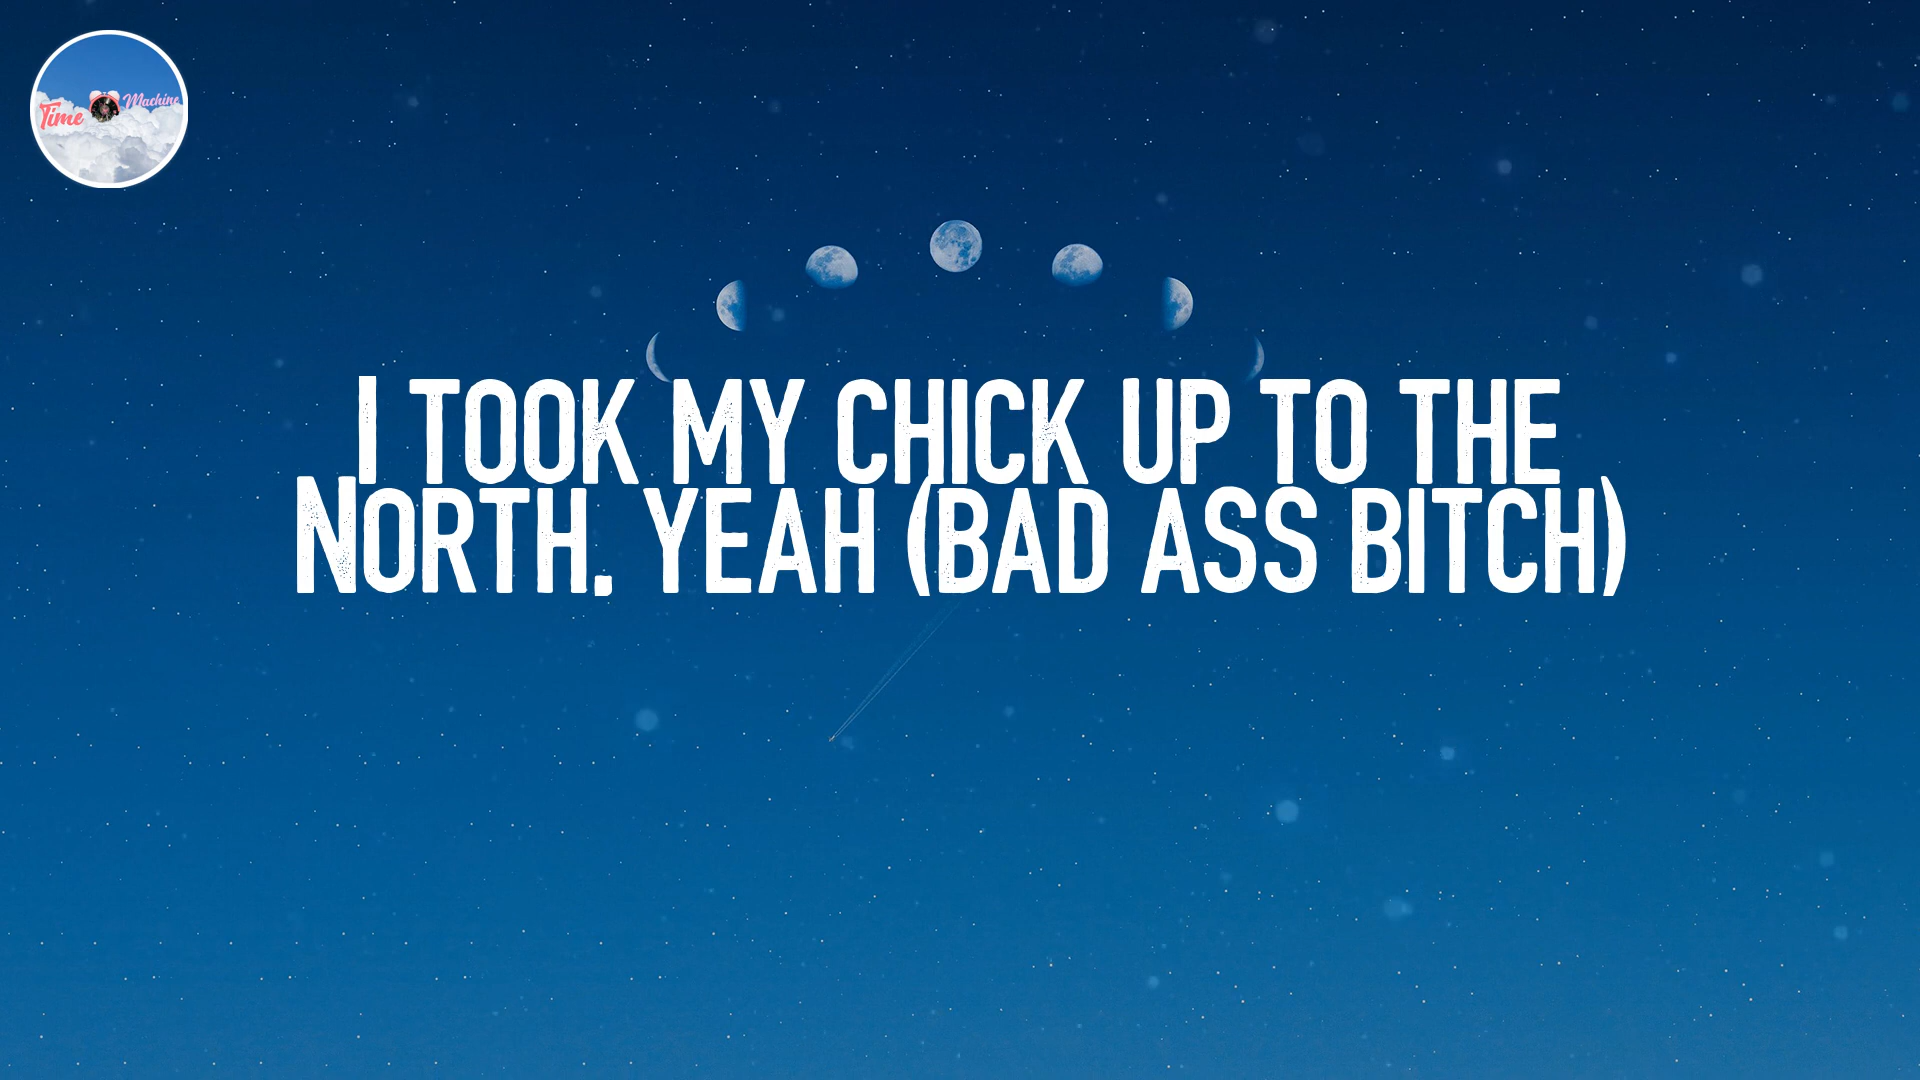 Time Machine
I TOOK MY CHICK UP TO THE
NORTH, YEAH (BAD ASS BITCH)